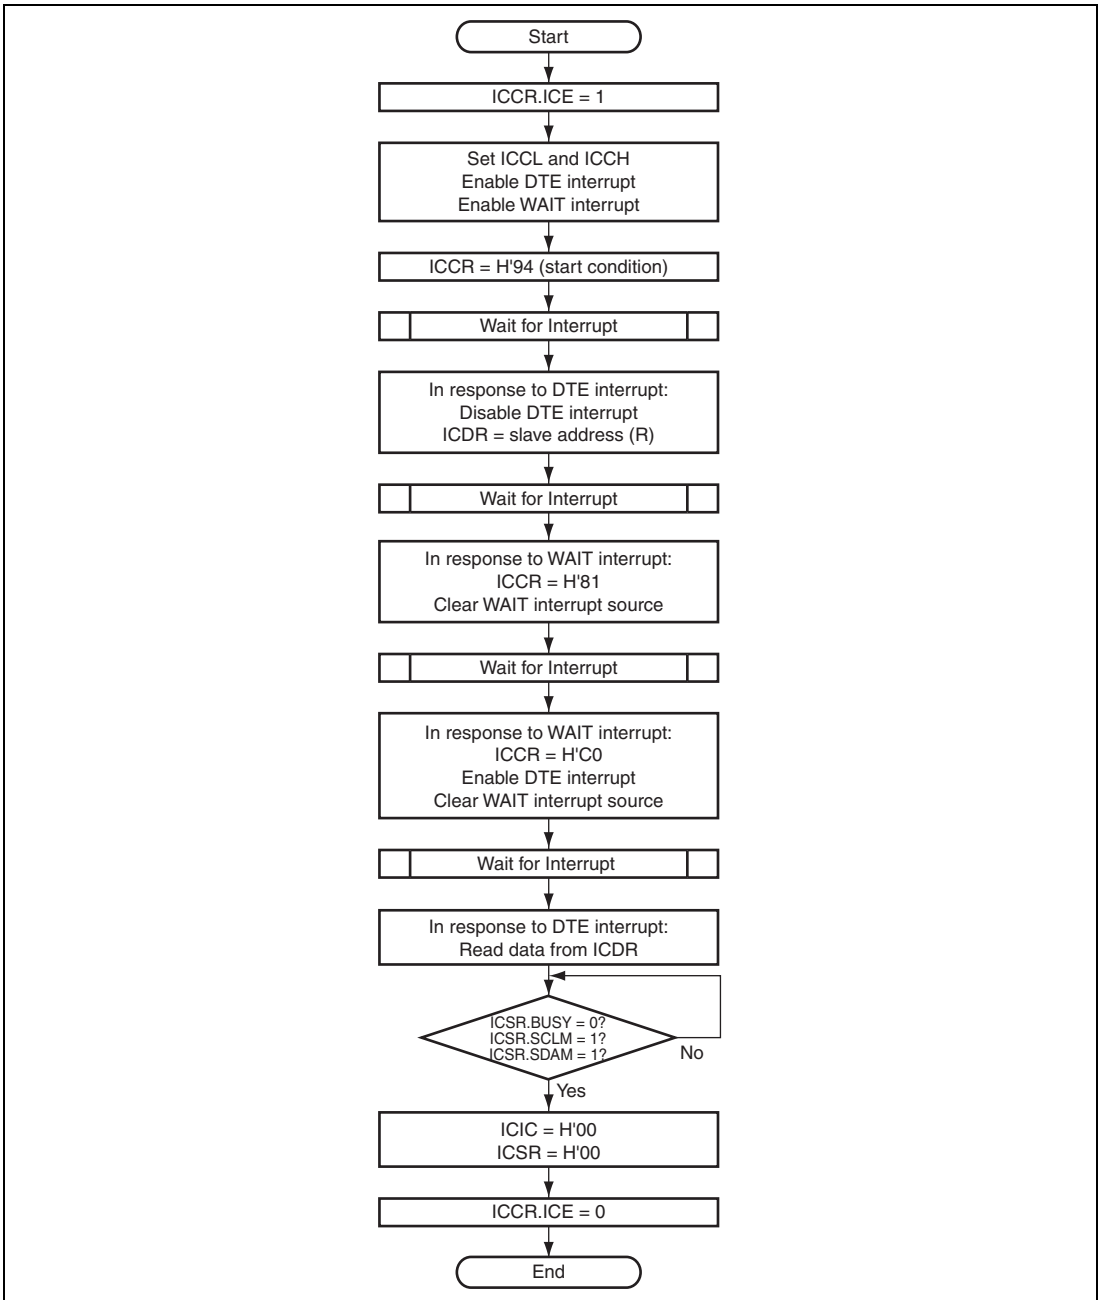 Start
ICCR.ICE = 1
Set ICCL and ICCH
Enable DTE interrupt
Enable WAIT interrupt
ICCR = H'94 (start condition)
Wait for Interrupt
In response to DTE interrupt:
Disable DTE interrupt
ICDR = slave address (R)
Wait for Interrupt
In response to WAIT interrupt:
ICCR = H'81
Clear WAIT interrupt source
Wait for Interrupt
In response to WAIT interrupt:
ICCR = H'C0
Enable DTE interrupt
Clear WAIT interrupt source
Wait for Interrupt
In response to DTE interrupt:
Read data from ICDR
ICSR.BUSY = 0?
ICSR.SCLM = 1?
ICSR.SDAM = 1?
No
Yes
ICIC = H'00
ICSR = H'00
ICCR.ICE = 0
End